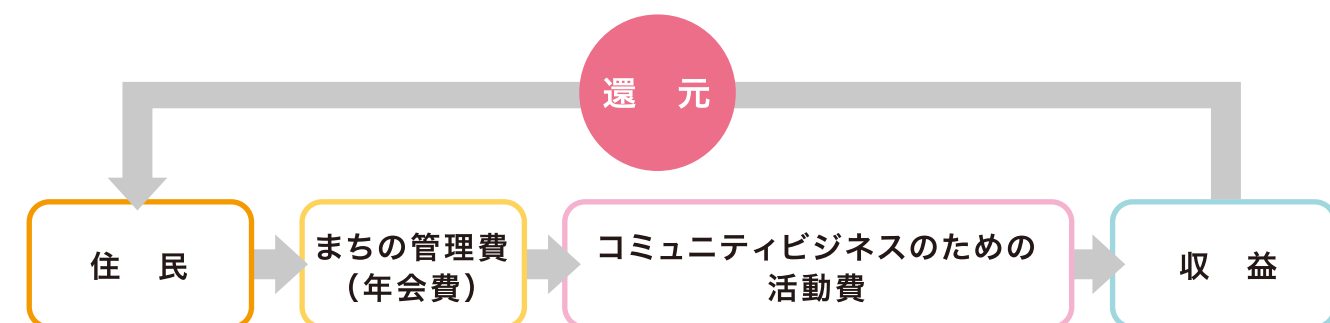 還　元
住　民
まちの管理費
（年会費）
コミュニティビジネスのための
活動費
収　益